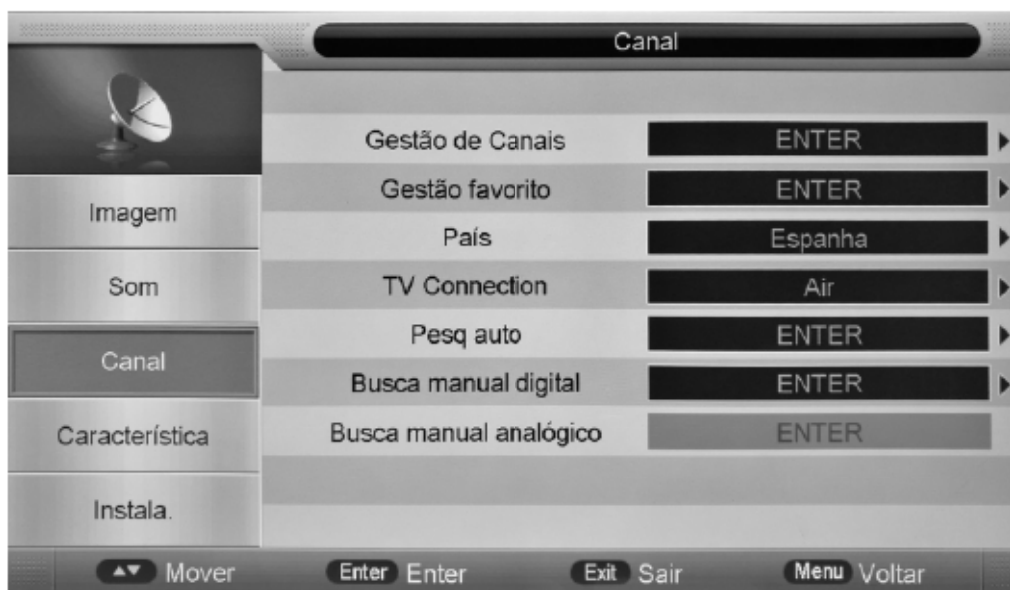 Canal
Imagem
Som
Canal
Característica
Instala.
Gestão de Canais ENTER
Gestão favorito ENTER
País Espanha
TV Connection Air
Pesq auto ENTER
Busca manual digital ENTER
Busca manual analógico ENTER
Mover Enter Enter Exit Sair Menu Voltar